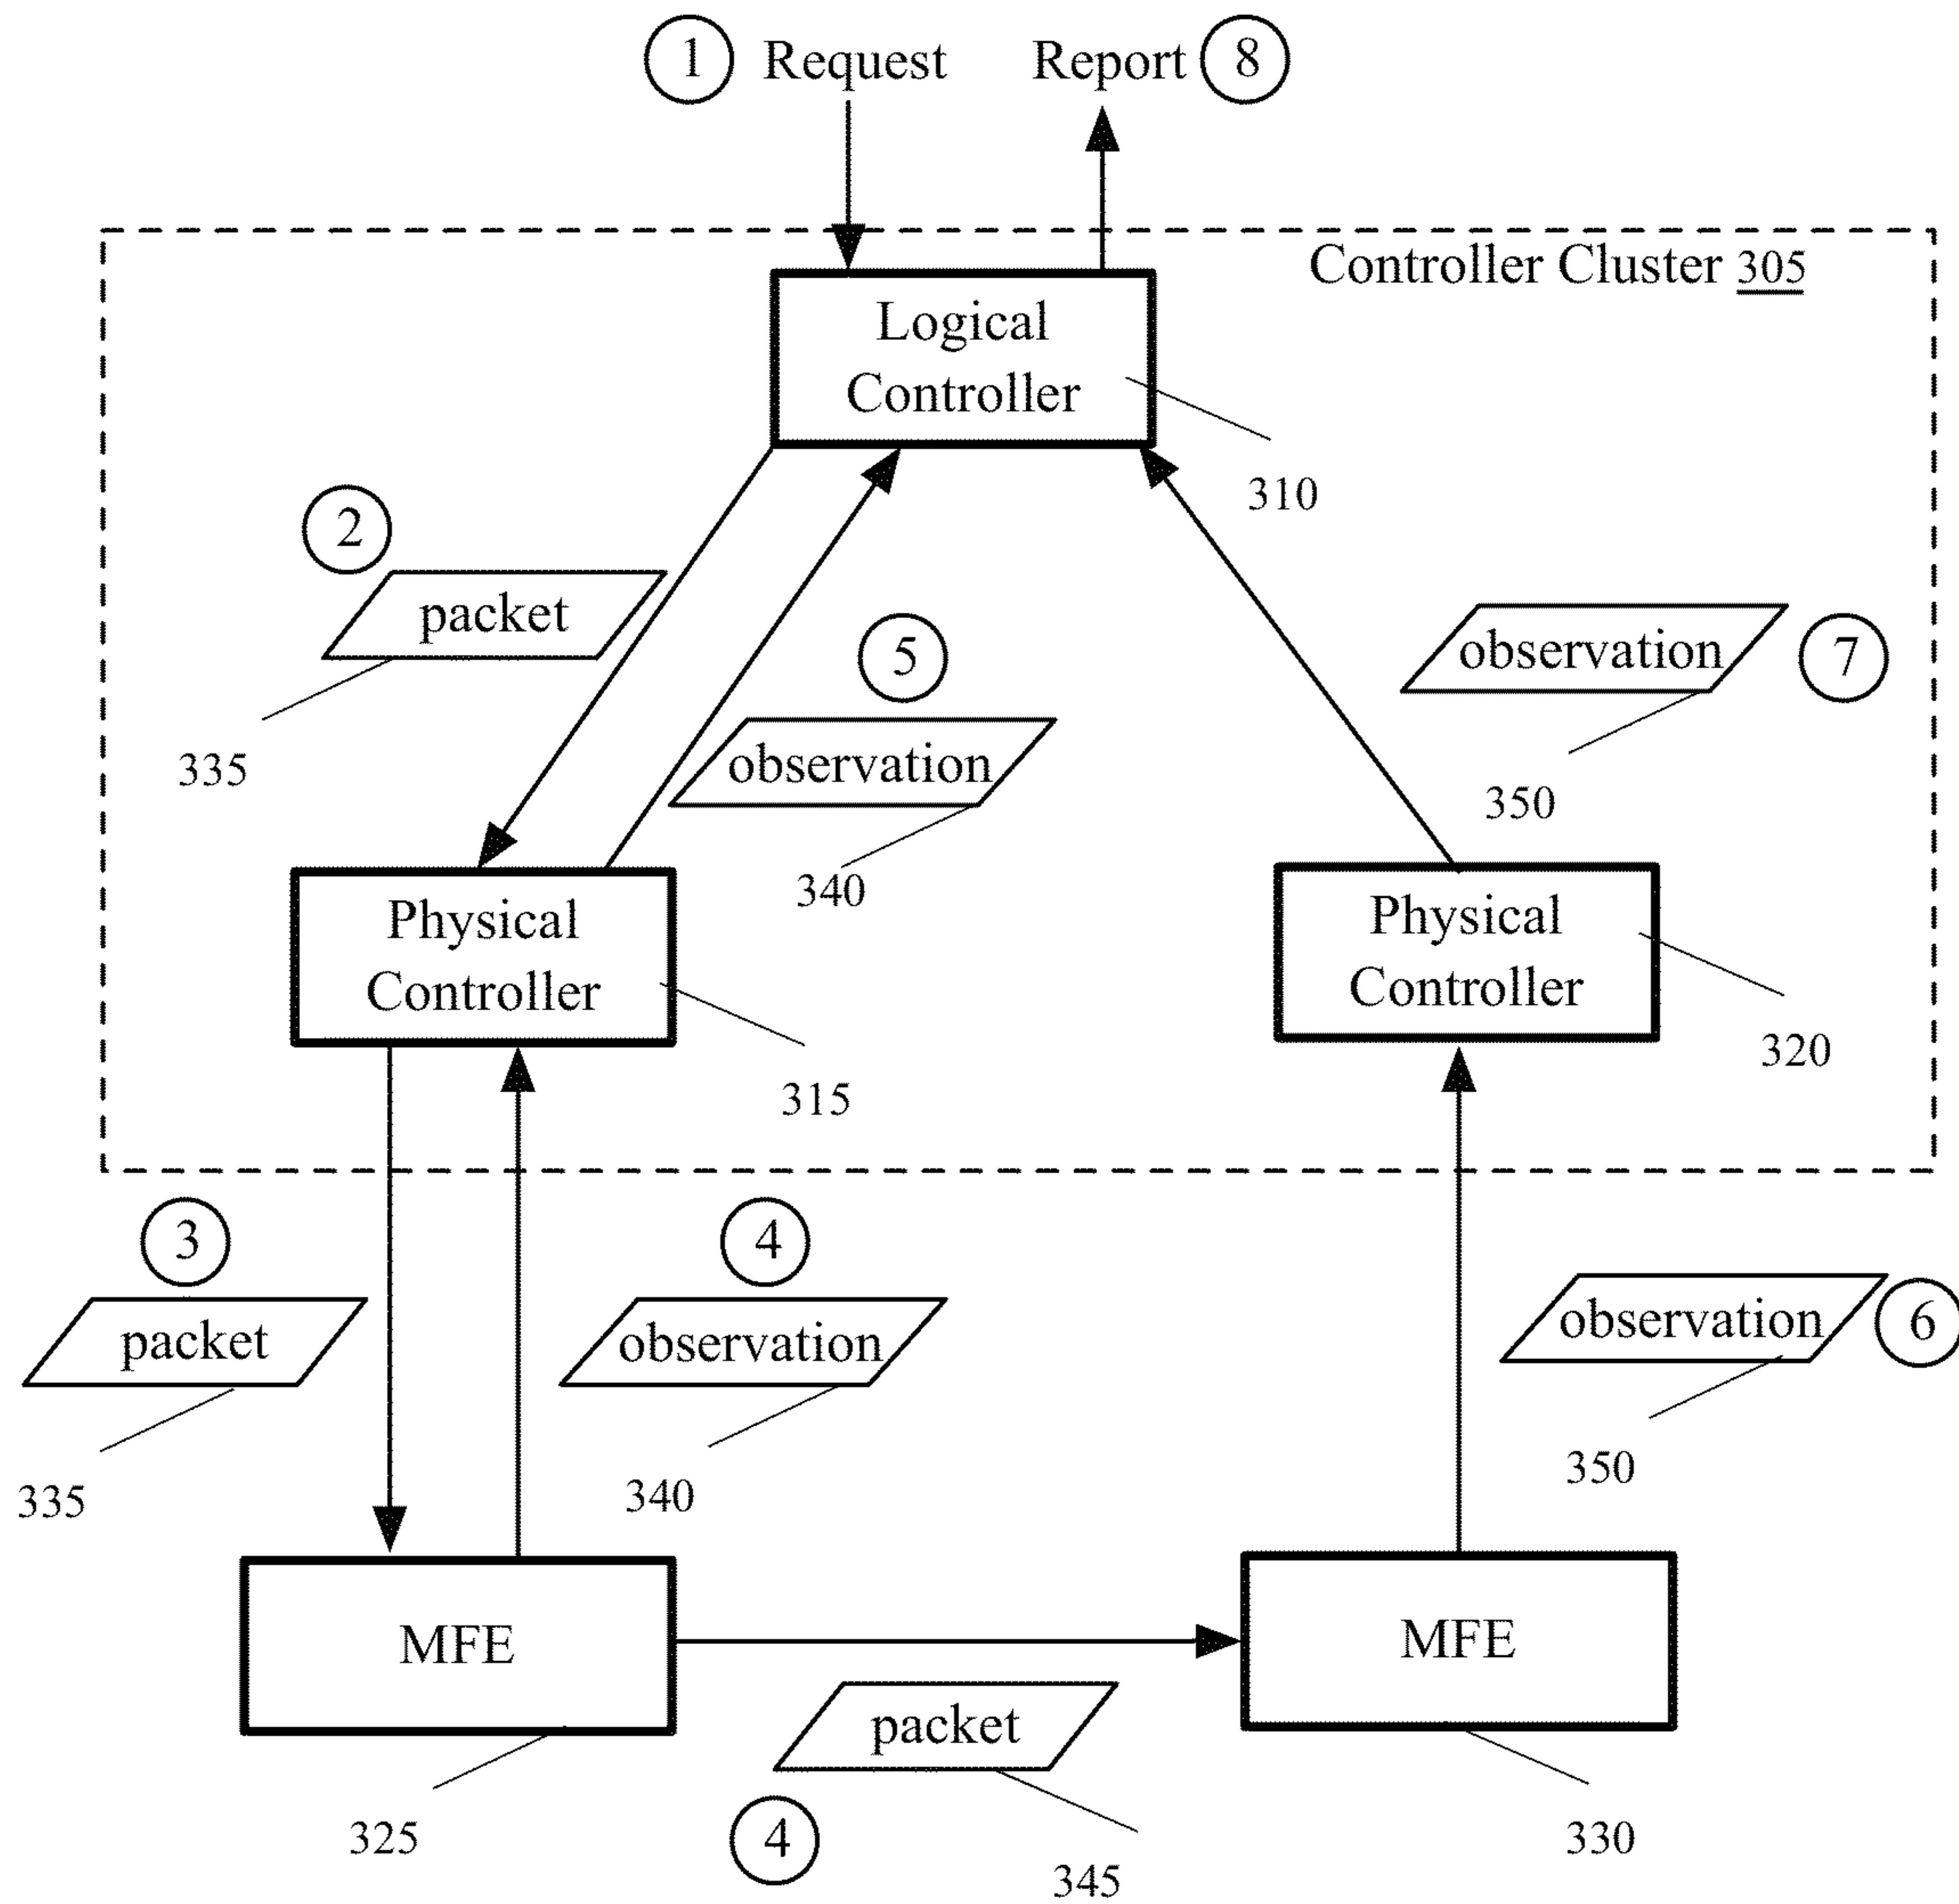 1 Request Report 8
Controller Cluster 305
Logical
Controller
310
2
packet
335
5
observation
340
observation 7
350
Physical
Controller
315
Physical
Controller
320
3
packet
335
4
observation
340
observation 6
350
MFE
325
MFE
330
packet
4
345